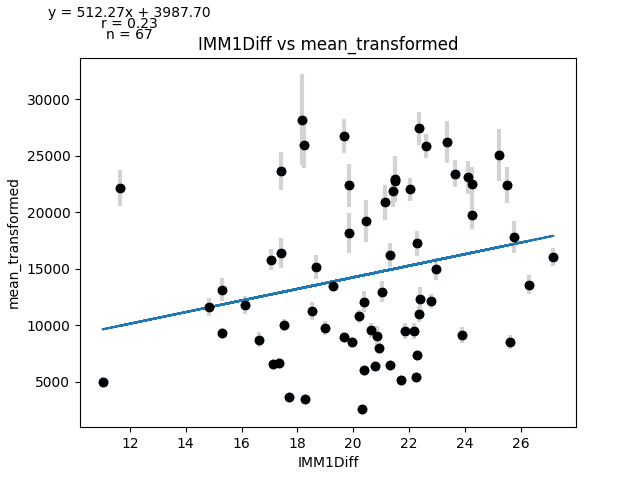 y = 512.27x + 3987.70
r = 0.23
n = 67
IMM1Diff vs mean_transformed
30000
25000
20000
15000
10000
5000
mean_transformed
12 14 16 18 20 22 24 26
IMM1Diff